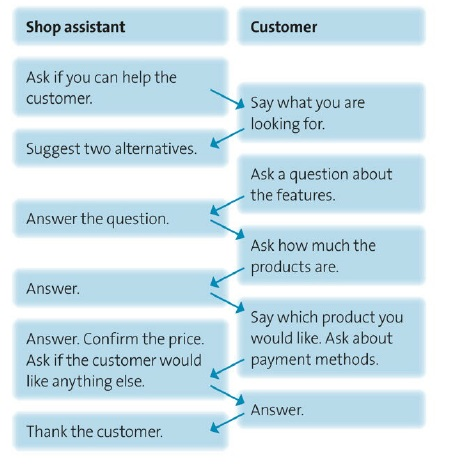 Shop assistant
Customer
Ask if you can help the
customer.
Say what you are
looking for.
Suggest two alternatives.
Ask a question about
the features.
Answer the question.
Ask how much the
products are.
Answer.
Say which product you
would like. Ask about
payment methods.
Answer. Confirm the price.
Ask if the customer would
like anything else.
Answer.
Thank the customer.